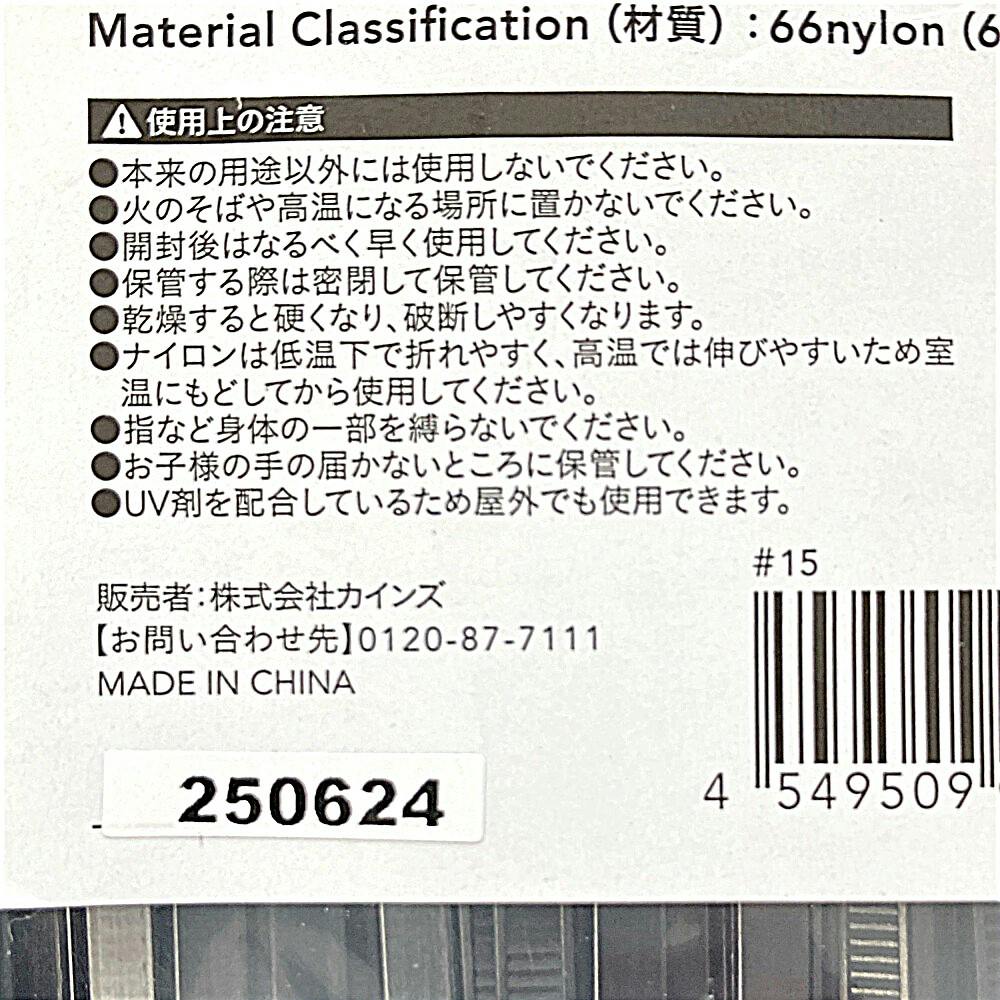 Material Classification (材質):66nylon (6
使用上の注意
●本来の用途以外には使用しないでください。
●火のそばや高温になる場所に置かないでください。
●開封後はなるべく早く使用してください。
●保管する際は密閉して保管してください。
●乾燥すると硬くなり、破断しやすくなります。
●ナイロンは低温下で折れやすく、高温では伸びやすいため室
温にもどしてから使用してください。
●指など身体の一部を縛らないでください。
●お子様の手の届かないところに保管してください。
●UV剤を配合しているため屋外でも使用できます。
#15
販売者:株式会社カインズ
【お問い合わせ先】0120-87-7111
MADE IN CHINA
250624
4 549509